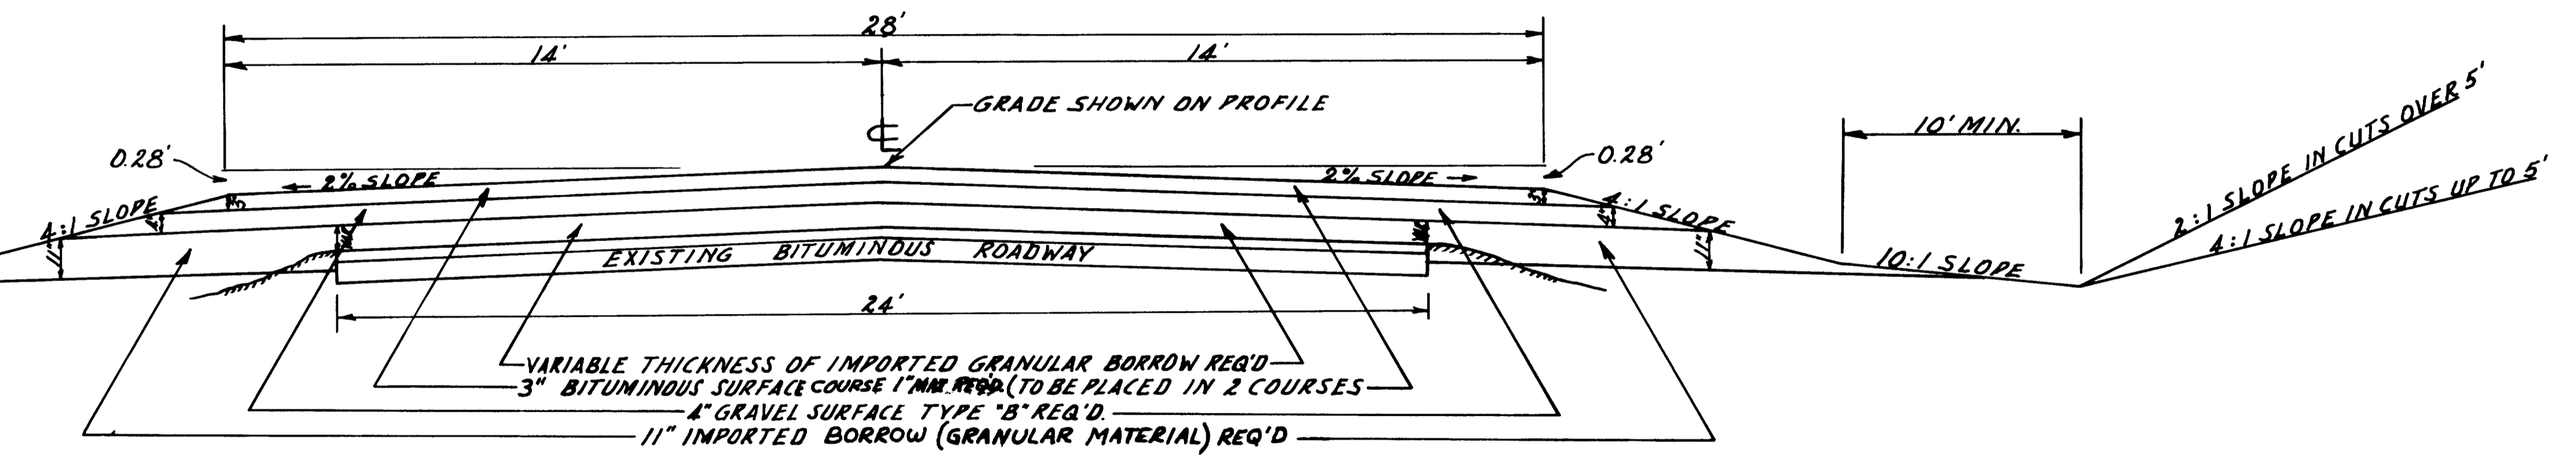 28'
14' 14'
GRADE SHOWN ON PROFILE
℄
10' MIN.
0.28' 0.28'
← 2% SLOPE 2% SLOPE →
4:1 SLOPE 4:1 SLOPE
3" 3"
4" 4"
11" 11"
10:1 SLOPE
2:1 SLOPE IN CUTS OVER 5'
4:1 SLOPE IN CUTS UP TO 5'
EXISTING BITUMINOUS ROADWAY
24'
VARIABLE THICKNESS OF IMPORTED GRANULAR BORROW REQ'D
3" BITUMINOUS SURFACE COURSE 1" (TO BE PLACED IN 2 COURSES
4" GRAVEL SURFACE TYPE "B" REQ'D.
11" IMPORTED BORROW (GRANULAR MATERIAL) REQ'D